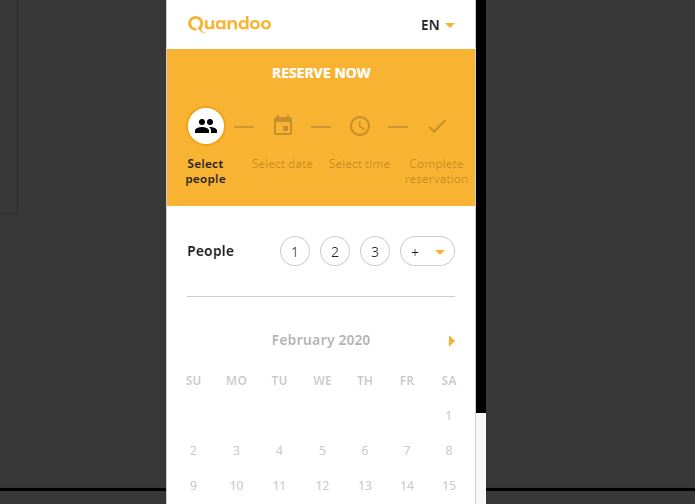 Quandoo EN
RESERVE NOW
Select people
Select date
Select time
Complete reservation
People 1 2 3 +
February 2020
SU MO TU WE TH FR SA
1
2 3 4 5 6 7 8
9 10 11 12 13 14 15